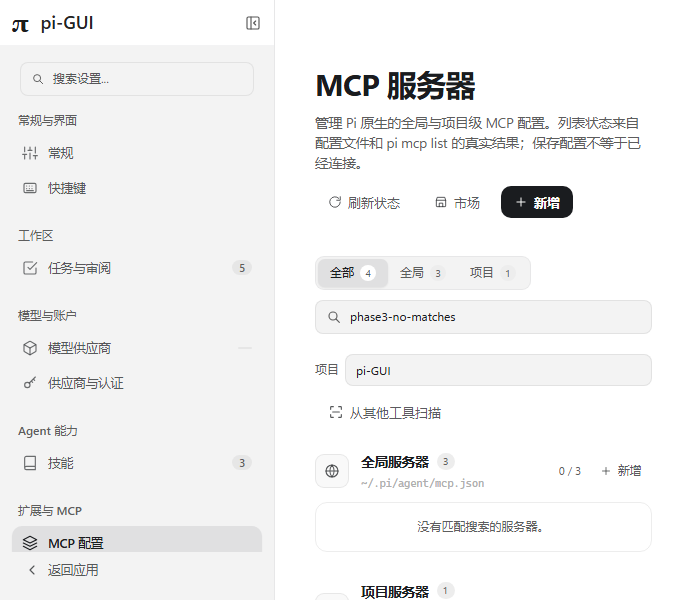 π pi-GUI
搜索设置...
常规与界面
常规
快捷键
工作区
任务与审阅 5
模型与账户
模型供应商
供应商与认证
Agent 能力
技能 3
扩展与 MCP
MCP 配置
返回应用
MCP 服务器
管理 Pi 原生的全局与项目级 MCP 配置。列表状态来自
配置文件和 pi mcp list 的真实结果；保存配置不等于已
经连接。
刷新状态 市场 + 新增
全部 4 全局 3 项目 1
phase3-no-matches
项目 pi-GUI
从其他工具扫描
全局服务器 3
~/.pi/agent/mcp.json
0 / 3 + 新增
没有匹配搜索的服务器。
项目服务器 1